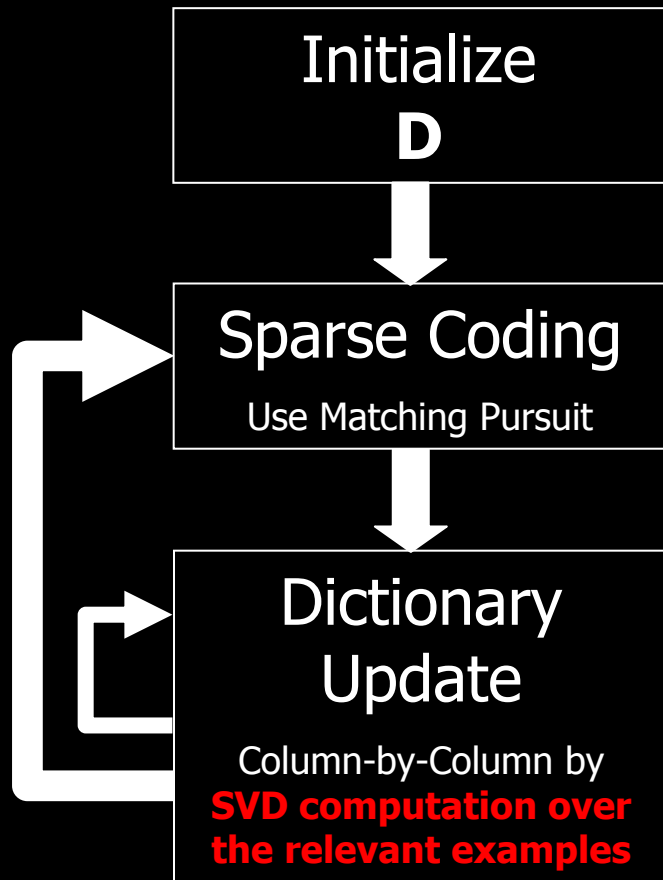 Initialize
D
Sparse Coding
Use Matching Pursuit
Dictionary
Update
Column-by-Column by
SVD computation over
the relevant examples